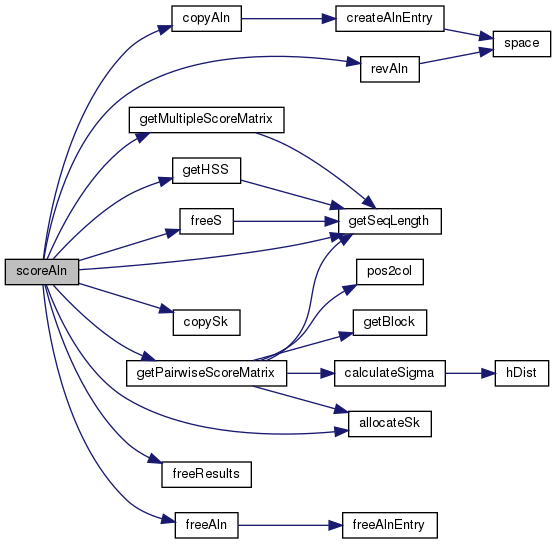 copyAln
createAlnEntry
space
revAln
getMultipleScoreMatrix
getHSS
freeS
getSeqLength
scoreAln
pos2col
copySk
getBlock
getPairwiseScoreMatrix
calculateSigma
hDist
allocateSk
freeResults
freeAln
freeAlnEntry